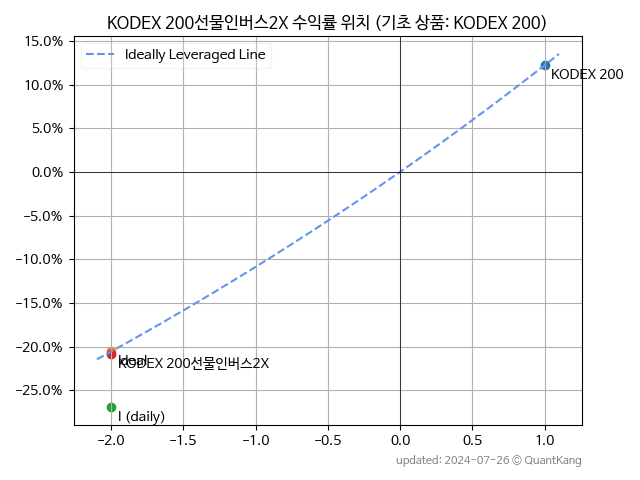 KODEX 200선물인버스2X 수익률 위치 (기초 상품: KODEX 200)
15.0%
Ideally Leveraged Line
10.0%
KODEX 200
5.0%
0.0%
−5.0%
−10.0%
−15.0%
−20.0%
Ideal
KODEX 200선물인버스2X
−25.0%
I (daily)
−2.0 −1.5 −1.0 −0.5 0.0 0.5 1.0
updated: 2024-07-26 © QuantKang